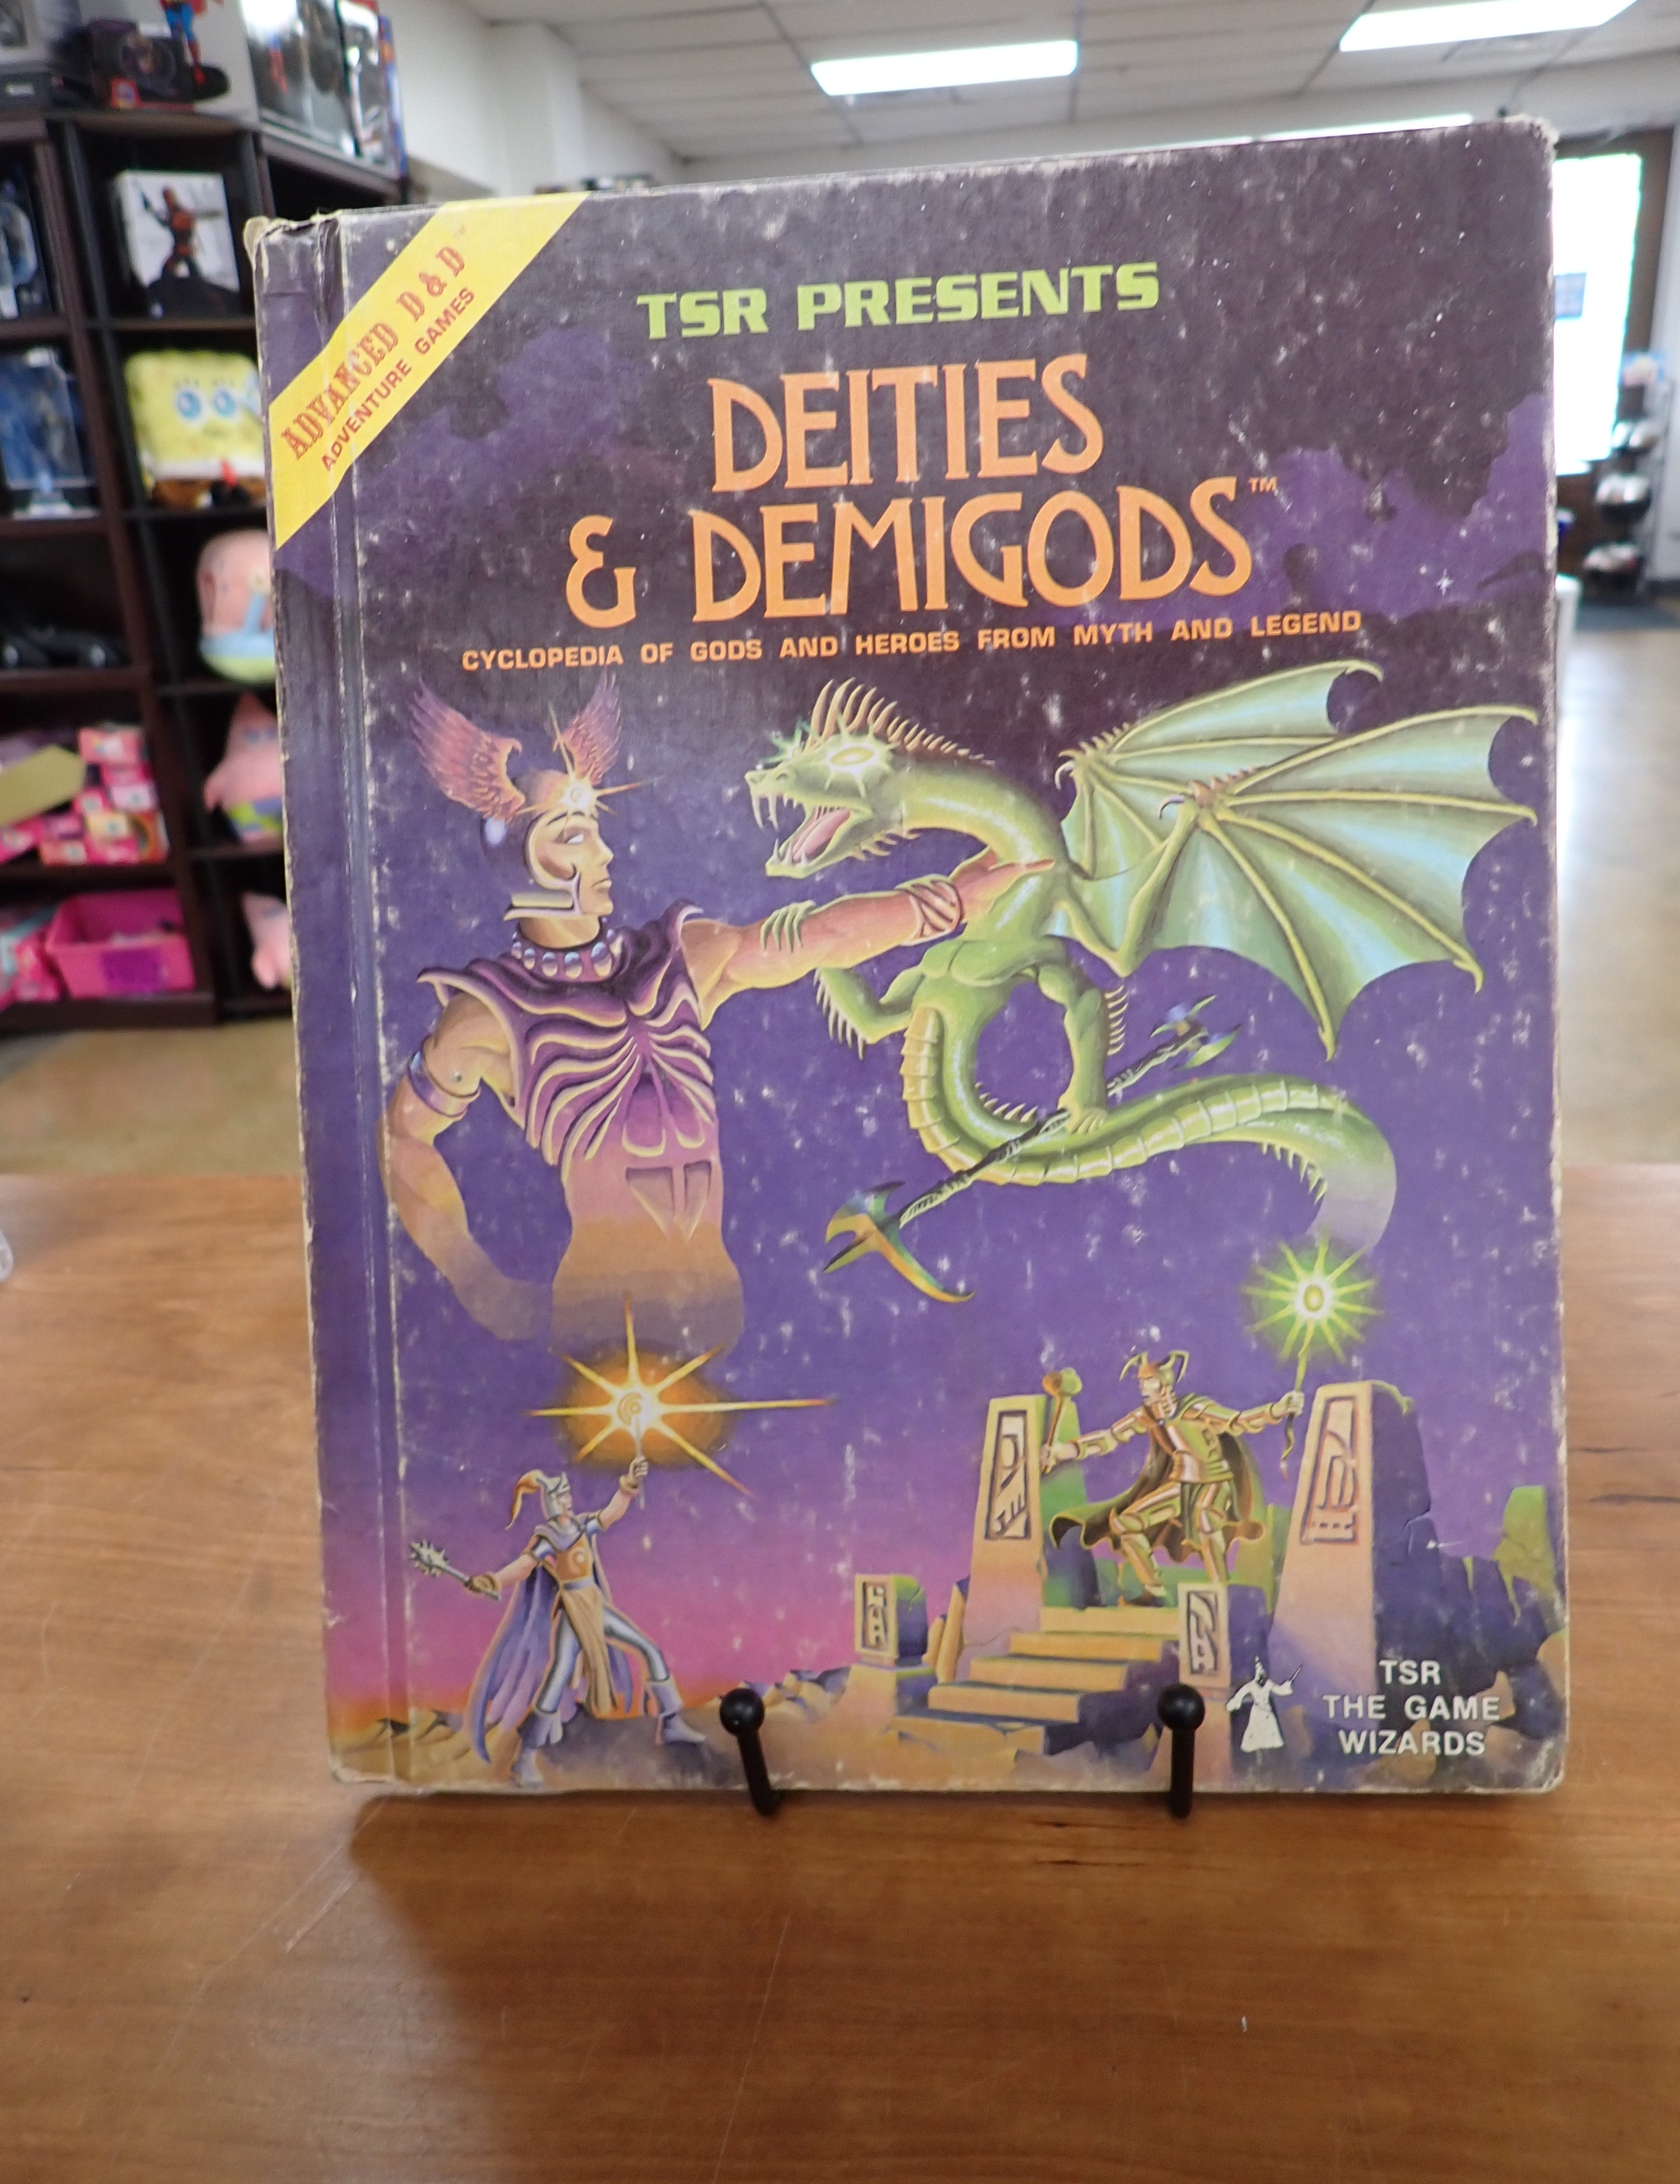 ADVANCED D & D™
ADVENTURE GAMES
TSR PRESENTS
DEITIES
& DEMIGODS™
CYCLOPEDIA OF GODS AND HEROES FROM MYTH AND LEGEND
TSR
THE GAME
WIZARDS